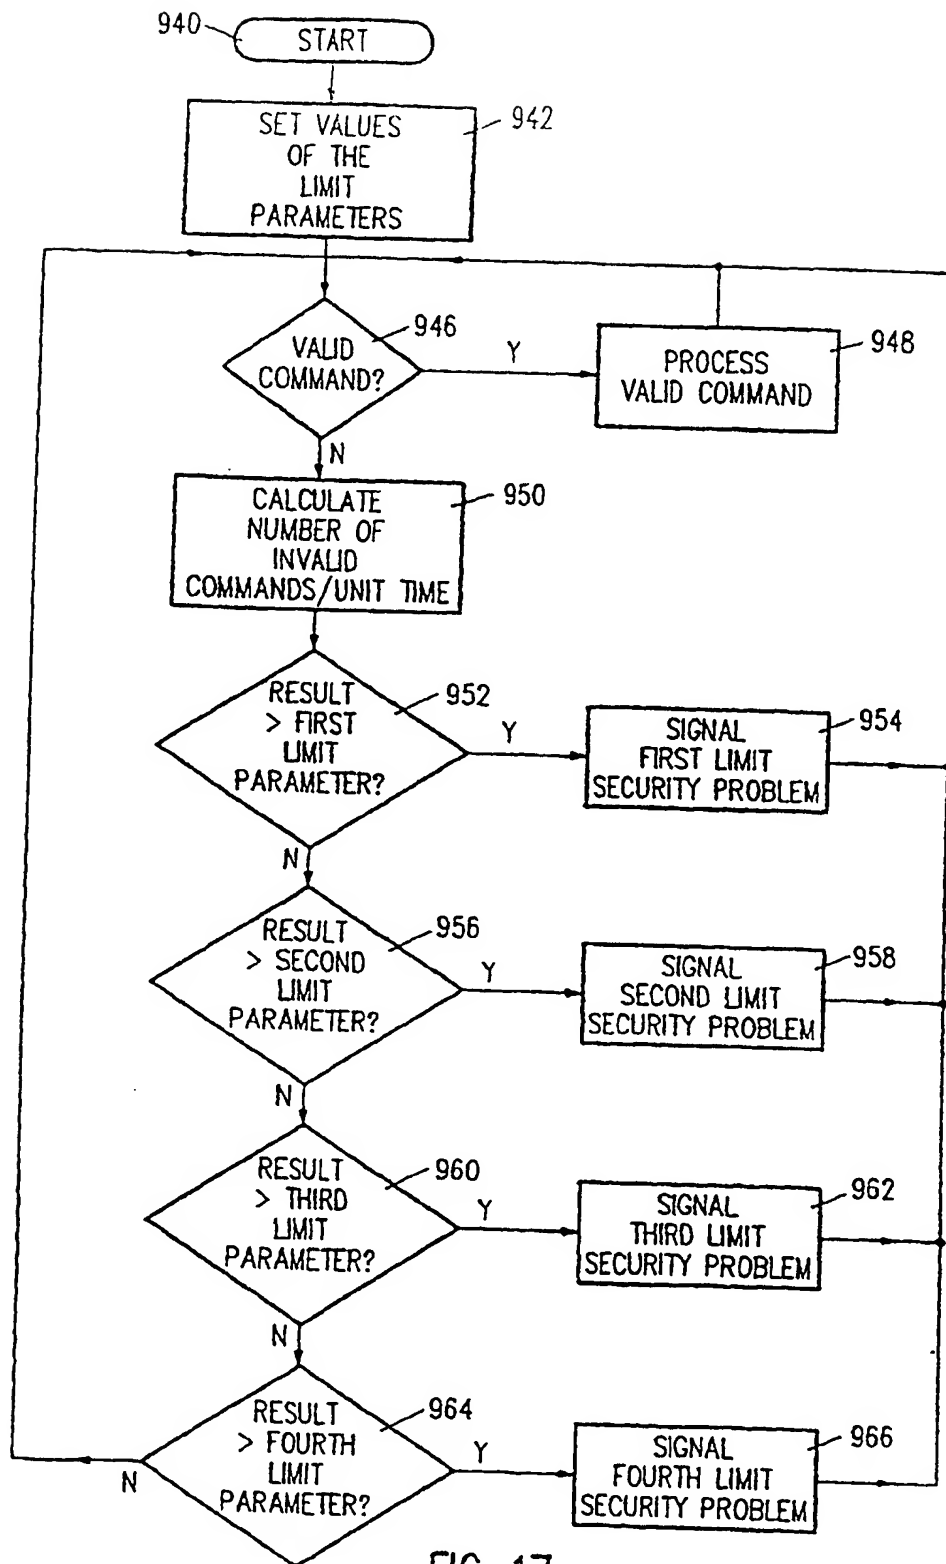 940
START
942
SET VALUES
OF THE
LIMIT
PARAMETERS
946
VALID
COMMAND?
Y
948
PROCESS
VALID COMMAND
N
950
CALCULATE
NUMBER OF
INVALID
COMMANDS/UNIT TIME
952
RESULT
> FIRST
LIMIT
PARAMETER?
Y
954
SIGNAL
FIRST LIMIT
SECURITY PROBLEM
N
956
RESULT
> SECOND
LIMIT
PARAMETER?
Y
958
SIGNAL
SECOND LIMIT
SECURITY PROBLEM
N
960
RESULT
> THIRD
LIMIT
PARAMETER?
Y
962
SIGNAL
THIRD LIMIT
SECURITY PROBLEM
N
964
RESULT
> FOURTH
LIMIT
PARAMETER?
N
Y
966
SIGNAL
FOURTH LIMIT
SECURITY PROBLEM
FIG. 17